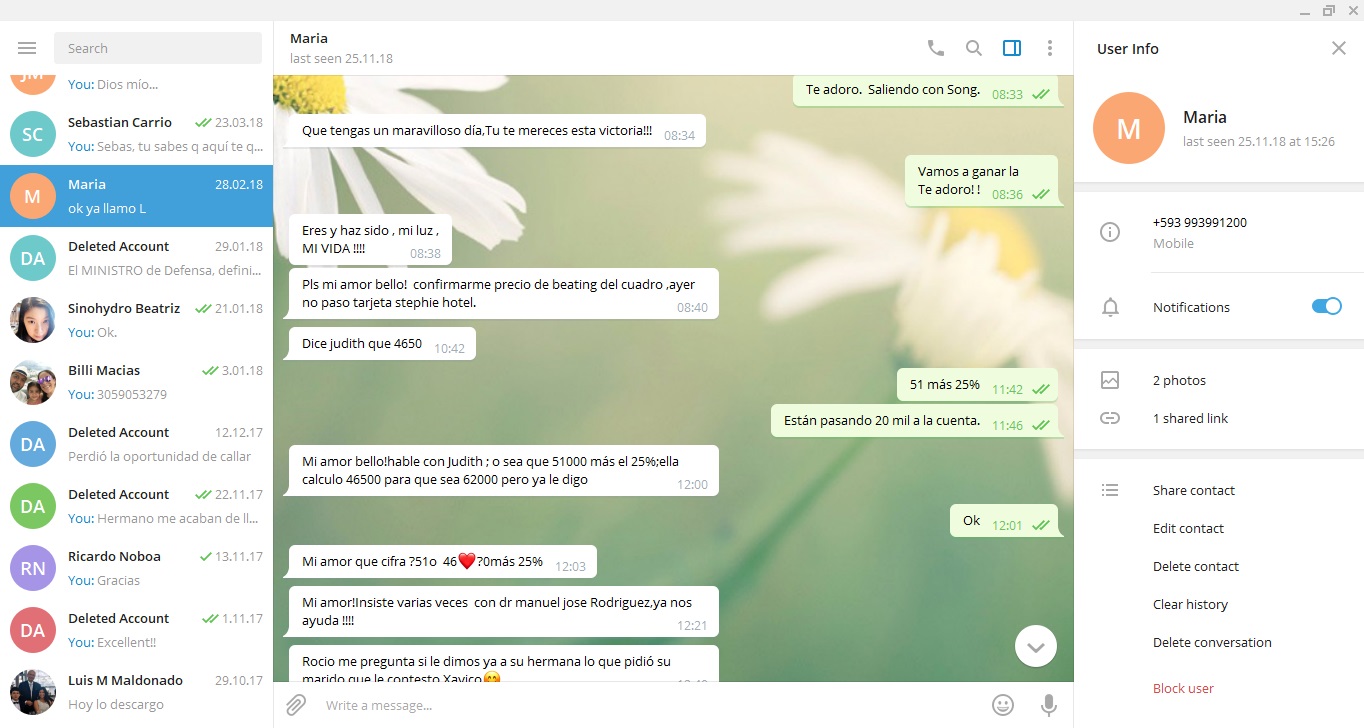 Search
JM
You: Dios mío...
SC
Sebastian Carrio
23.03.18
You: Sebas, tu sabes q aquí te q...
M
Maria
28.02.18
ok ya llamo L
DA
Deleted Account
29.01.18
El MINISTRO de Defensa, defini...
Sinohydro Beatriz
21.01.18
You: Ok.
Billi Macias
3.01.18
You: 3059053279
DA
Deleted Account
12.12.17
Perdió la oportunidad de callar
DA
Deleted Account
22.11.17
You: Hermano me acaban de ll...
RN
Ricardo Noboa
13.11.17
You: Gracias
DA
Deleted Account
1.11.17
You: Excellent!!
Luis M Maldonado
29.10.17
Hoy lo descargo
Maria
last seen 25.11.18
Te adoro. Saliendo con Song.
08:33
Que tengas un maravilloso día,Tu te mereces esta victoria!!!
08:34
Vamos a ganar la
Te adoro! !
08:36
Eres y haz sido , mi luz ,
MI VIDA !!!!
08:38
Pls mi amor bello! confirmarme precio de beating del cuadro ,ayer
no paso tarjeta stephie hotel.
08:40
Dice judith que 4650
10:42
51 más 25%
11:42
Están pasando 20 mil a la cuenta.
11:46
Mi amor bello!hable con Judith ; o sea que 51000 más el 25%;ella
calculo 46500 para que sea 62000 pero ya le digo
12:00
Ok
12:01
Mi amor que cifra ?51o 46❤️?0más 25%
12:03
Mi amor!Insiste varias veces con dr manuel jose Rodriguez,ya nos
ayuda !!!!
12:21
Rocio me pregunta si le dimos ya a su hermana lo que pidió su
marido que le contesto Xavico🤗
Write a message...
User Info
M
Maria
last seen 25.11.18 at 15:26
+593 993991200
Mobile
Notifications
2 photos
1 shared link
Share contact
Edit contact
Delete contact
Clear history
Delete conversation
Block user